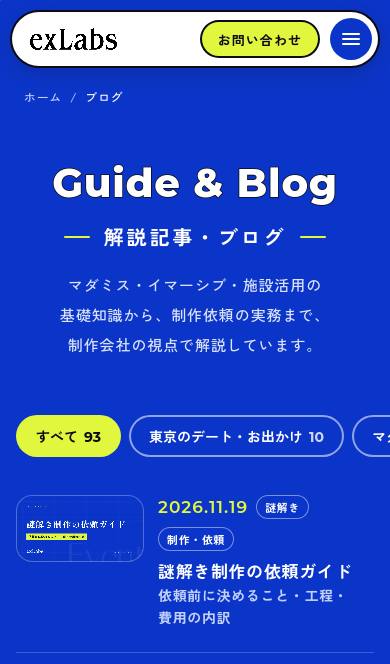 exLabs
お問い合わせ
ホーム / ブログ
Guide & Blog
解説記事・ブログ
マダミス・イマーシブ・施設活用の
基礎知識から、制作依頼の実務まで、
制作会社の視点で解説しています。
すべて 93
東京のデート・お出かけ 10
マ
2026.11.19
謎解き
制作・依頼
謎解き制作の依頼ガイド
謎解き制作の依頼ガイド
依頼前に決めること・工程・
費用の内訳